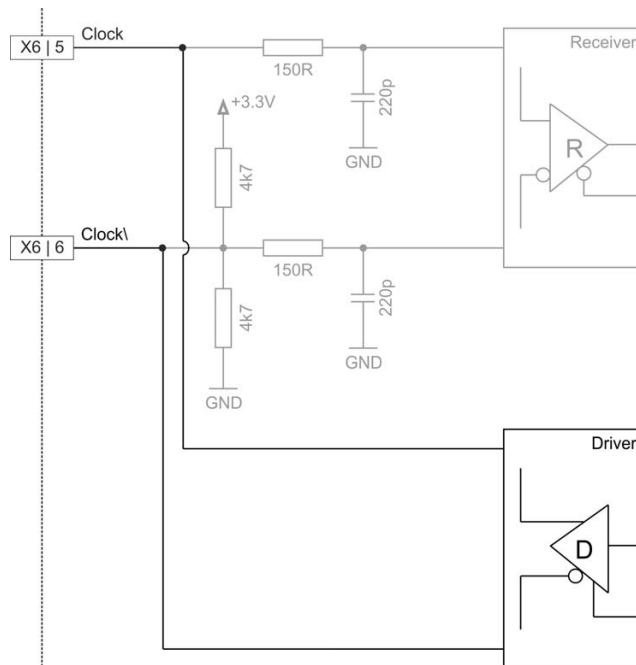 X6 | 5
Clock
150R
220p
GND
Receiver
R
+3.3V
4k7
X6 | 6
Clock\
150R
220p
GND
4k7
GND
Driver
D